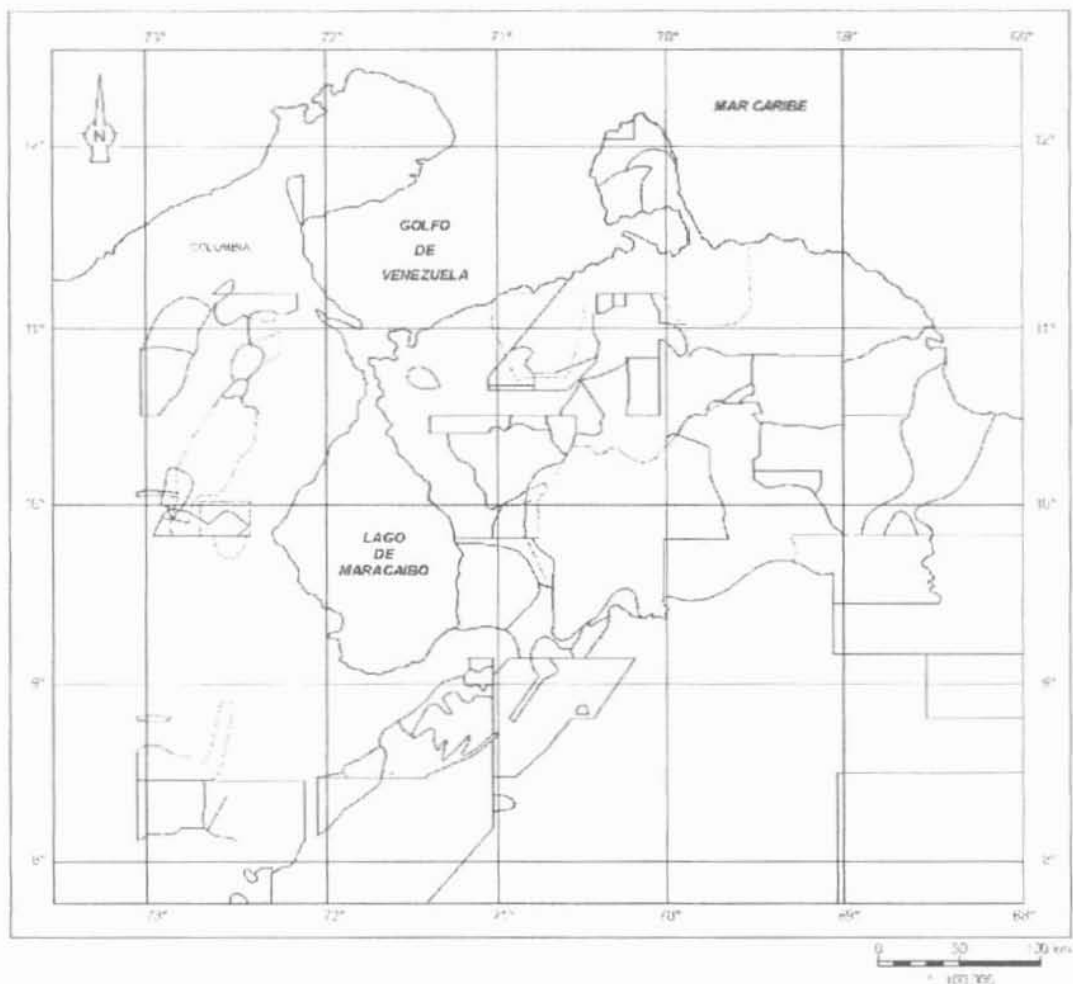 73° 72° 71° 70° 69° 68°
MAR CARIBE
N
12° 12°
GOLFO
DE
VENEZUELA
COLOMBIA
11° 11°
10° 10°
LAGO
DE
MARACAIBO
9° 9°
8° 8°
73° 72° 71° 70° 69° 68°
0 50 100 km